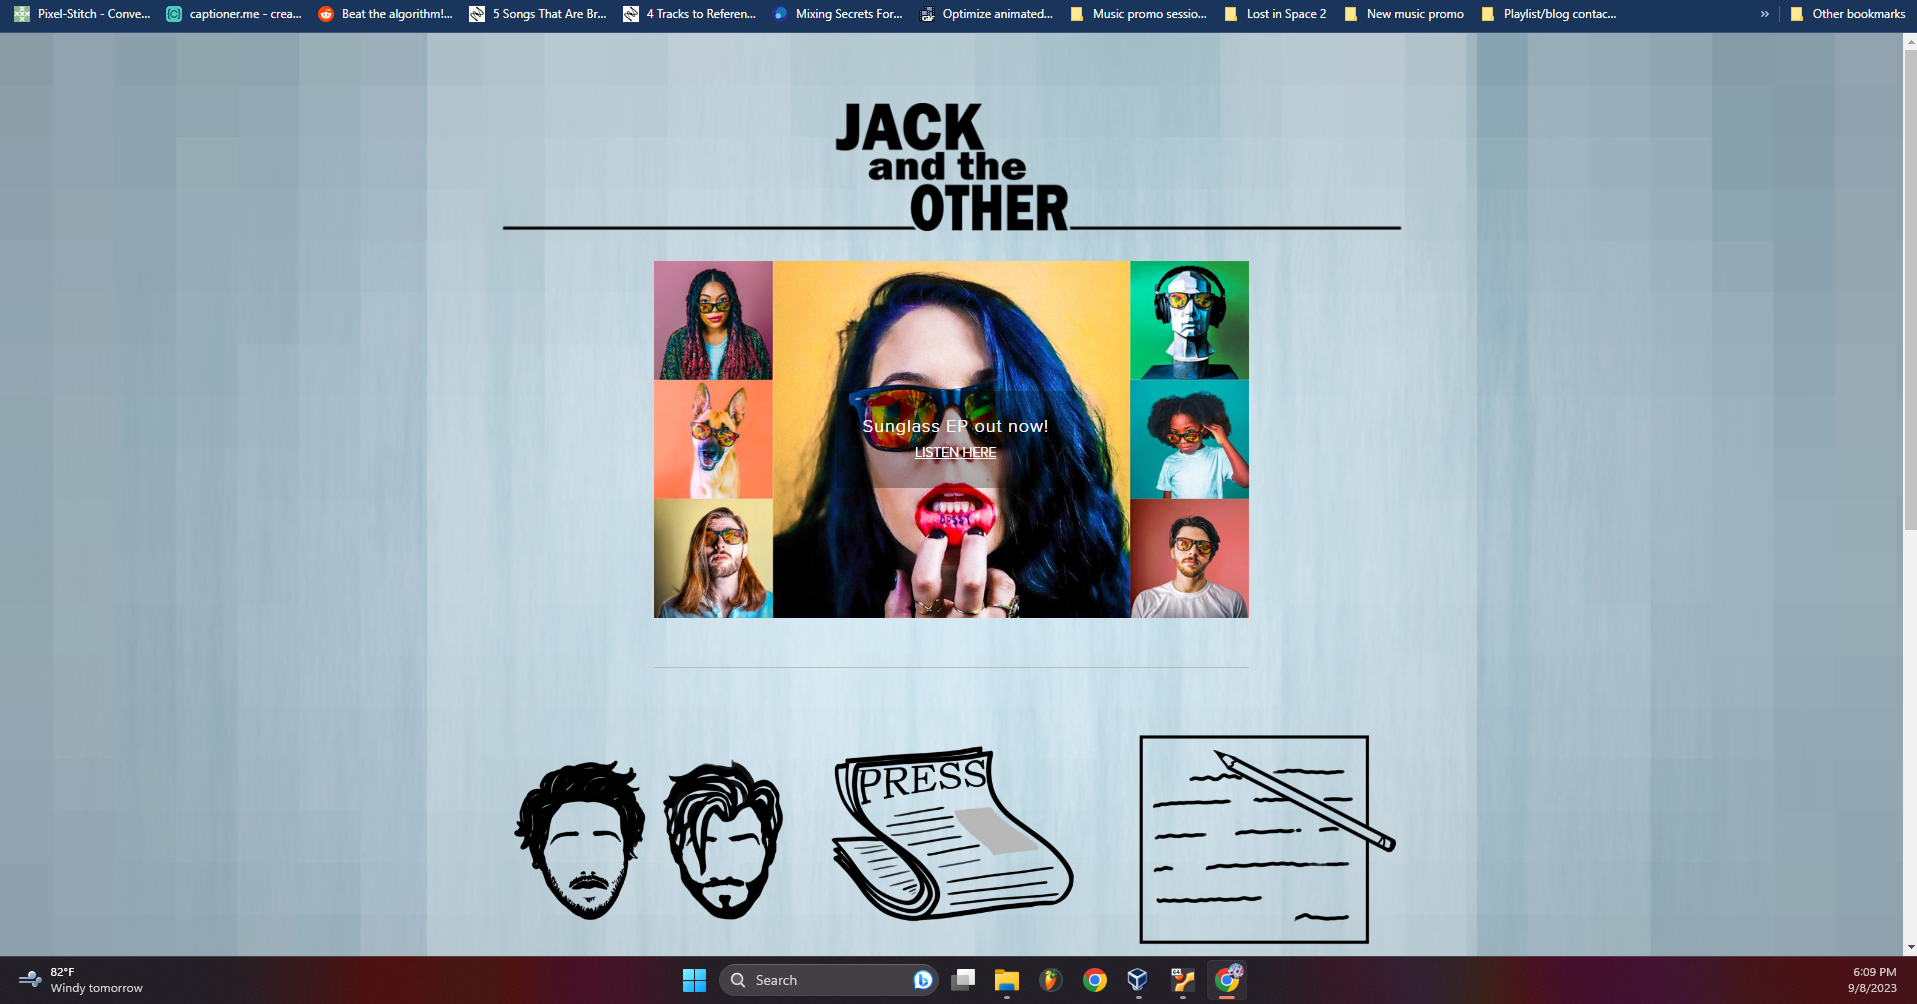 Pixel-Stitch - Conve...
captioner.me - crea...
Beat the algorithm!...
5 Songs That Are Br...
4 Tracks to Referen...
Mixing Secrets For...
Optimize animated...
Music promo sessio...
Lost in Space 2
New music promo
Playlist/blog contac...
»
Other bookmarks
JACK
and the
OTHER
Sunglass EP out now!
LISTEN HERE
BOSSY
PRESS
82°F
Windy tomorrow
Search
6:09 PM
9/8/2023